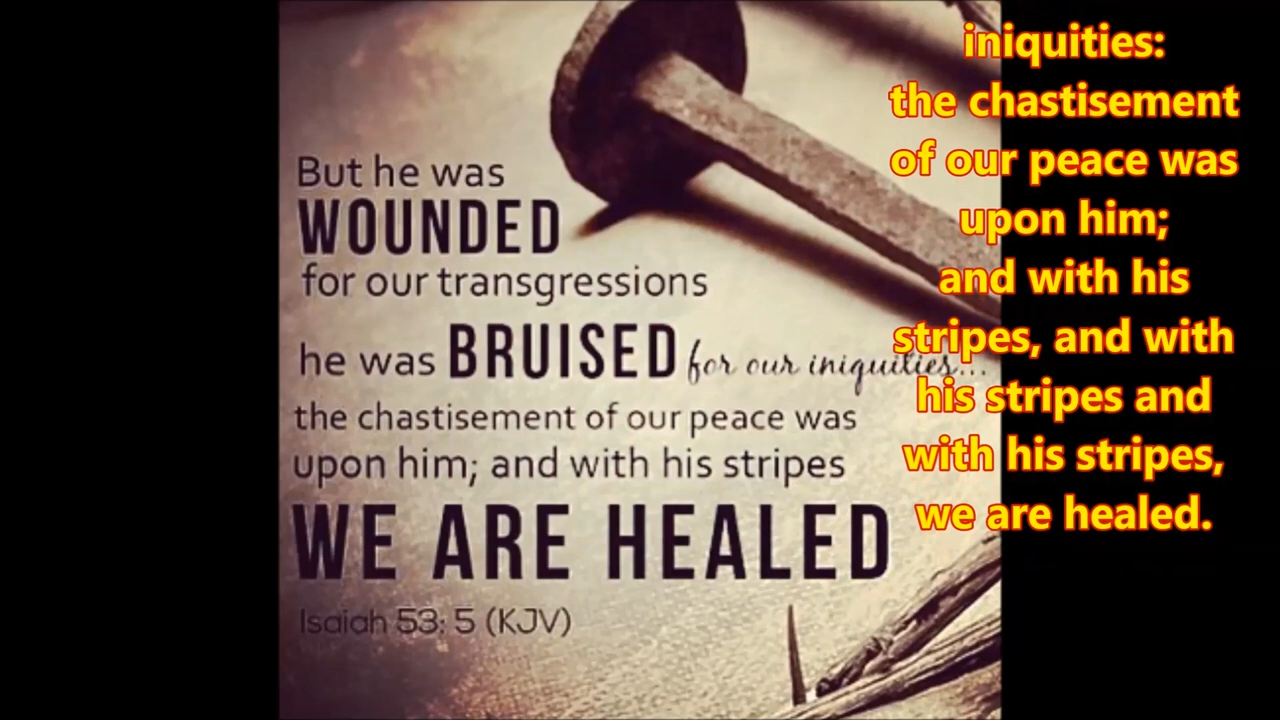 But he was
WOUNDED
for our transgressions
he was BRUISED for our iniquities...
the chastisement of our peace was
upon him; and with his stripes
WE ARE HEALED
Isaiah 53: 5 (KJV)
iniquities:
the chastisement
of our peace was
upon him;
and with his
stripes, and with
his stripes and
with his stripes,
we are healed.